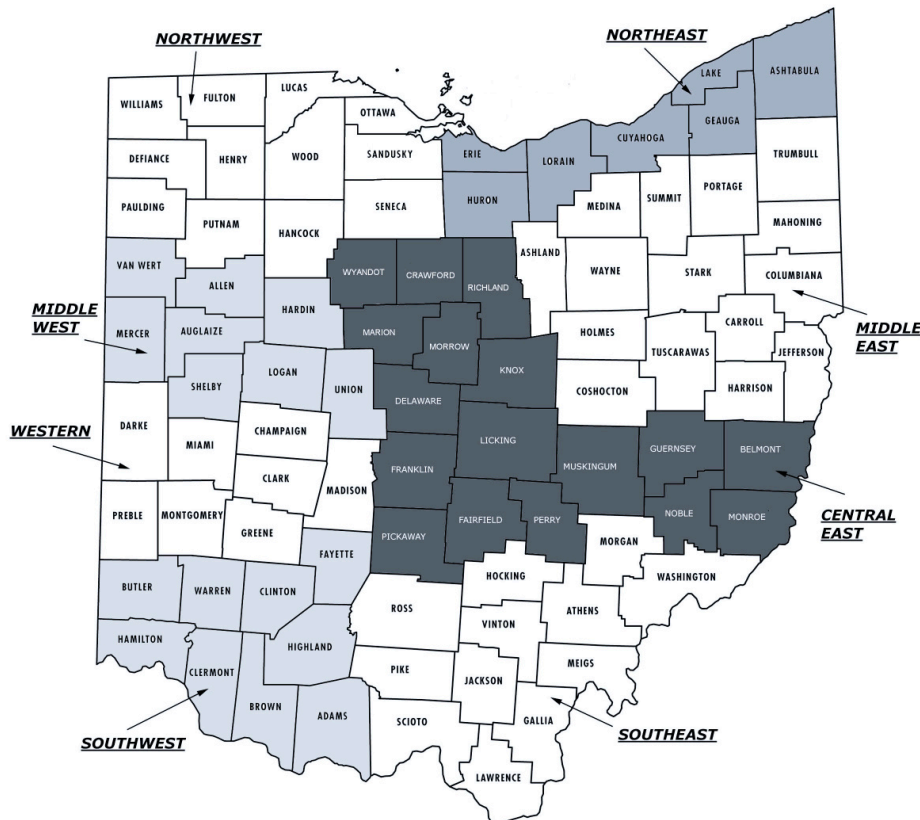 NORTHWEST
NORTHEAST
LUCAS
LAKE
ASHTABULA
WILLIAMS
FULTON
OTTAWA
GEAUGA
CUYAHOGA
DEFIANCE
HENRY
WOOD
SANDUSKY
ERIE
LORAIN
TRUMBULL
PAULDING
SENECA
HURON
MEDINA
SUMMIT
PORTAGE
PUTNAM
HANCOCK
MAHONING
VAN WERT
ALLEN
WYANDOT
CRAWFORD
RICHLAND
ASHLAND
WAYNE
STARK
COLUMBIANA
MIDDLE
WEST
MERCER
AUGLAIZE
HARDIN
MARION
MORROW
HOLMES
CARROLL
MIDDLE
EAST
TUSCARAWAS
JEFFERSON
SHELBY
LOGAN
UNION
KNOX
COSHOCTON
HARRISON
DELAWARE
WESTERN
DARKE
MIAMI
CHAMPAIGN
LICKING
GUERNSEY
BELMONT
CLARK
MADISON
FRANKLIN
MUSKINGUM
PREBLE
MONTGOMERY
GREENE
FAIRFIELD
PERRY
NOBLE
MONROE
CENTRAL
EAST
PICKAWAY
MORGAN
FAYETTE
WASHINGTON
BUTLER
WARREN
CLINTON
HOCKING
ROSS
ATHENS
VINTON
HAMILTON
HIGHLAND
CLERMONT
PIKE
JACKSON
MEIGS
BROWN
ADAMS
SCIOTO
GALLIA
SOUTHWEST
SOUTHEAST
LAWRENCE